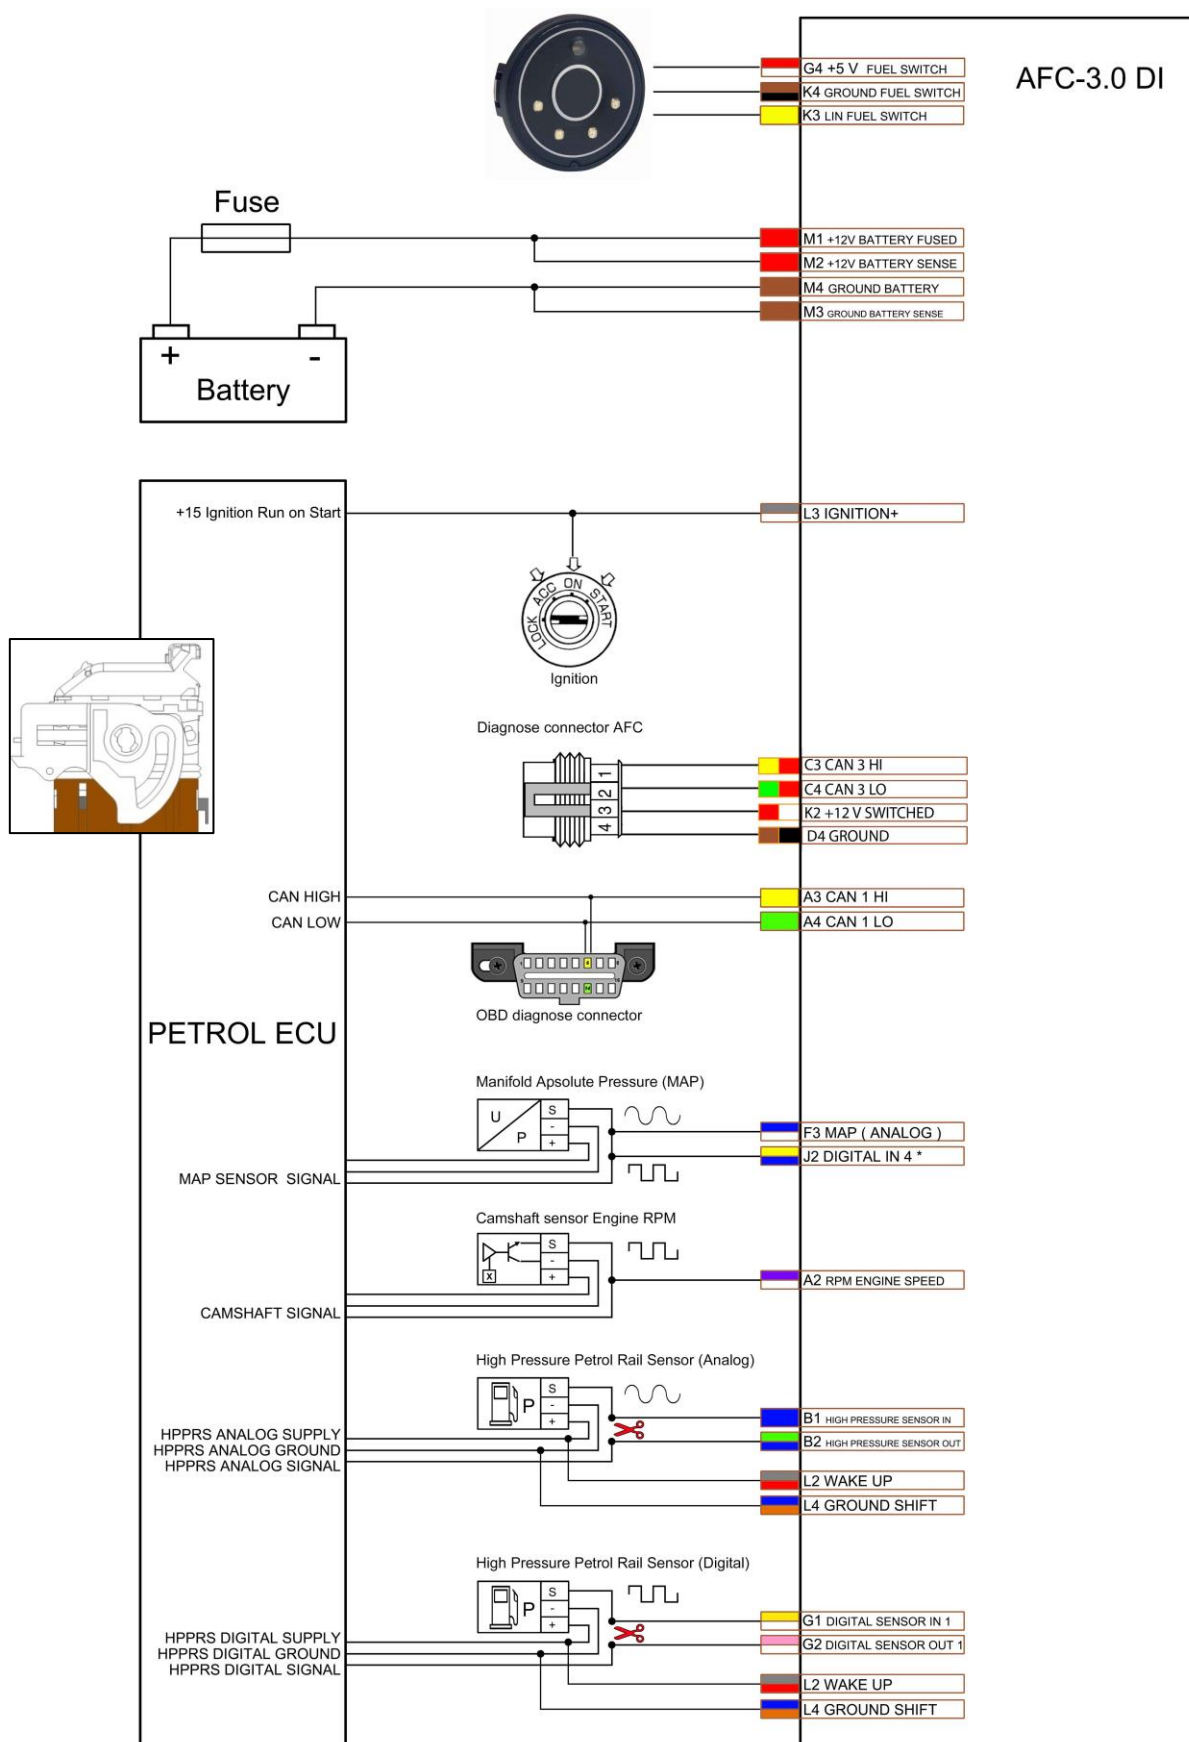 AFC-3.0 DI
G4 +5 V FUEL SWITCH
K4 GROUND FUEL SWITCH
K3 LIN FUEL SWITCH
Fuse
M1 +12V BATTERY FUSED
M2 +12V BATTERY SENSE
M4 GROUND BATTERY
M3 GROUND BATTERY SENSE
+ -
Battery
+15 Ignition Run on Start
L3 IGNITION+
LOCK ACC ON START
Ignition
Diagnose connector AFC
1
2
3
4
C3 CAN 3 HI
C4 CAN 3 LO
K2 +12 V SWITCHED
D4 GROUND
CAN HIGH
A3 CAN 1 HI
CAN LOW
A4 CAN 1 LO
OBD diagnose connector
PETROL ECU
Manifold Apsolute Pressure (MAP)
U
P
S
-
+
F3 MAP ( ANALOG )
J2 DIGITAL IN 4 *
MAP SENSOR SIGNAL
Camshaft sensor Engine RPM
X
S
-
+
A2 RPM ENGINE SPEED
CAMSHAFT SIGNAL
High Pressure Petrol Rail Sensor (Analog)
P
S
-
+
B1 HIGH PRESSURE SENSOR IN
B2 HIGH PRESSURE SENSOR OUT
HPPRS ANALOG SUPPLY
HPPRS ANALOG GROUND
HPPRS ANALOG SIGNAL
L2 WAKE UP
L4 GROUND SHIFT
High Pressure Petrol Rail Sensor (Digital)
P
S
-
+
G1 DIGITAL SENSOR IN 1
G2 DIGITAL SENSOR OUT 1
HPPRS DIGITAL SUPPLY
HPPRS DIGITAL GROUND
HPPRS DIGITAL SIGNAL
L2 WAKE UP
L4 GROUND SHIFT